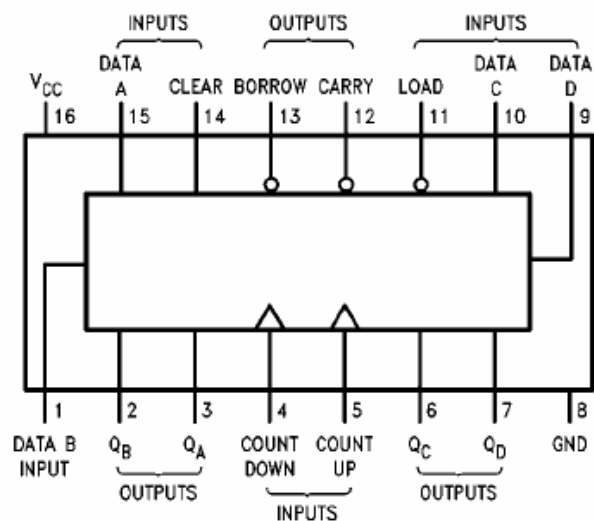 INPUTS OUTPUTS INPUTS
DATA DATA DATA
VCC A CLEAR BORROW CARRY LOAD C D
16 15 14 13 12 11 10 9
1 2 3 4 5 6 7 8
DATA B QB QA COUNT COUNT QC QD GND
INPUT DOWN UP
OUTPUTS OUTPUTS
INPUTS